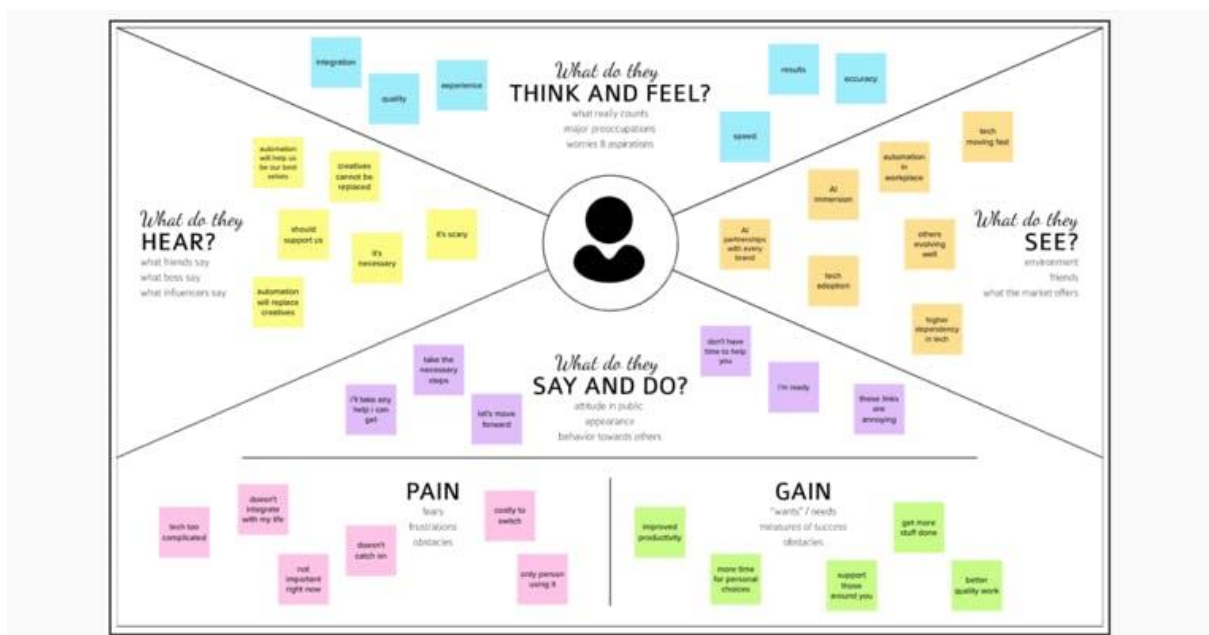 integration
quality
experience
What do they
THINK AND FEEL?
what really counts
major preoccupations
worries & aspirations
results
accuracy
speed
What do they
HEAR?
what friends say
what boss say
what influencers say
automation
will help us
be our best
selves
creatives
cannot be
replaced
should
support us
it's
necessary
it's scary
automation
will replace
creatives
What do they
SEE?
environment
friends
what the market offers
tech
moving fast
automation
in
workplace
AI
immersion
AI
partnerships
with every
brand
others
evolving
well
tech
adoption
higher
dependency
in tech
What do they
SAY AND DO?
attitude in public
appearance
behavior towards others
take the
necessary
steps
i'll take any
help i can
get
let's move
forward
don't have
time to help
you
i'm ready
these links
are
annoying
PAIN
fears
frustrations
obstacles
tech too
complicated
doesn't
integrate
with my life
not
important
right now
doesn't
catch on
costly to
switch
only person
using it
GAIN
"wants" / needs
measures of success
obstacles
improved
productivity
more time
for personal
choices
support
those
around you
get more
stuff done
better
quality work